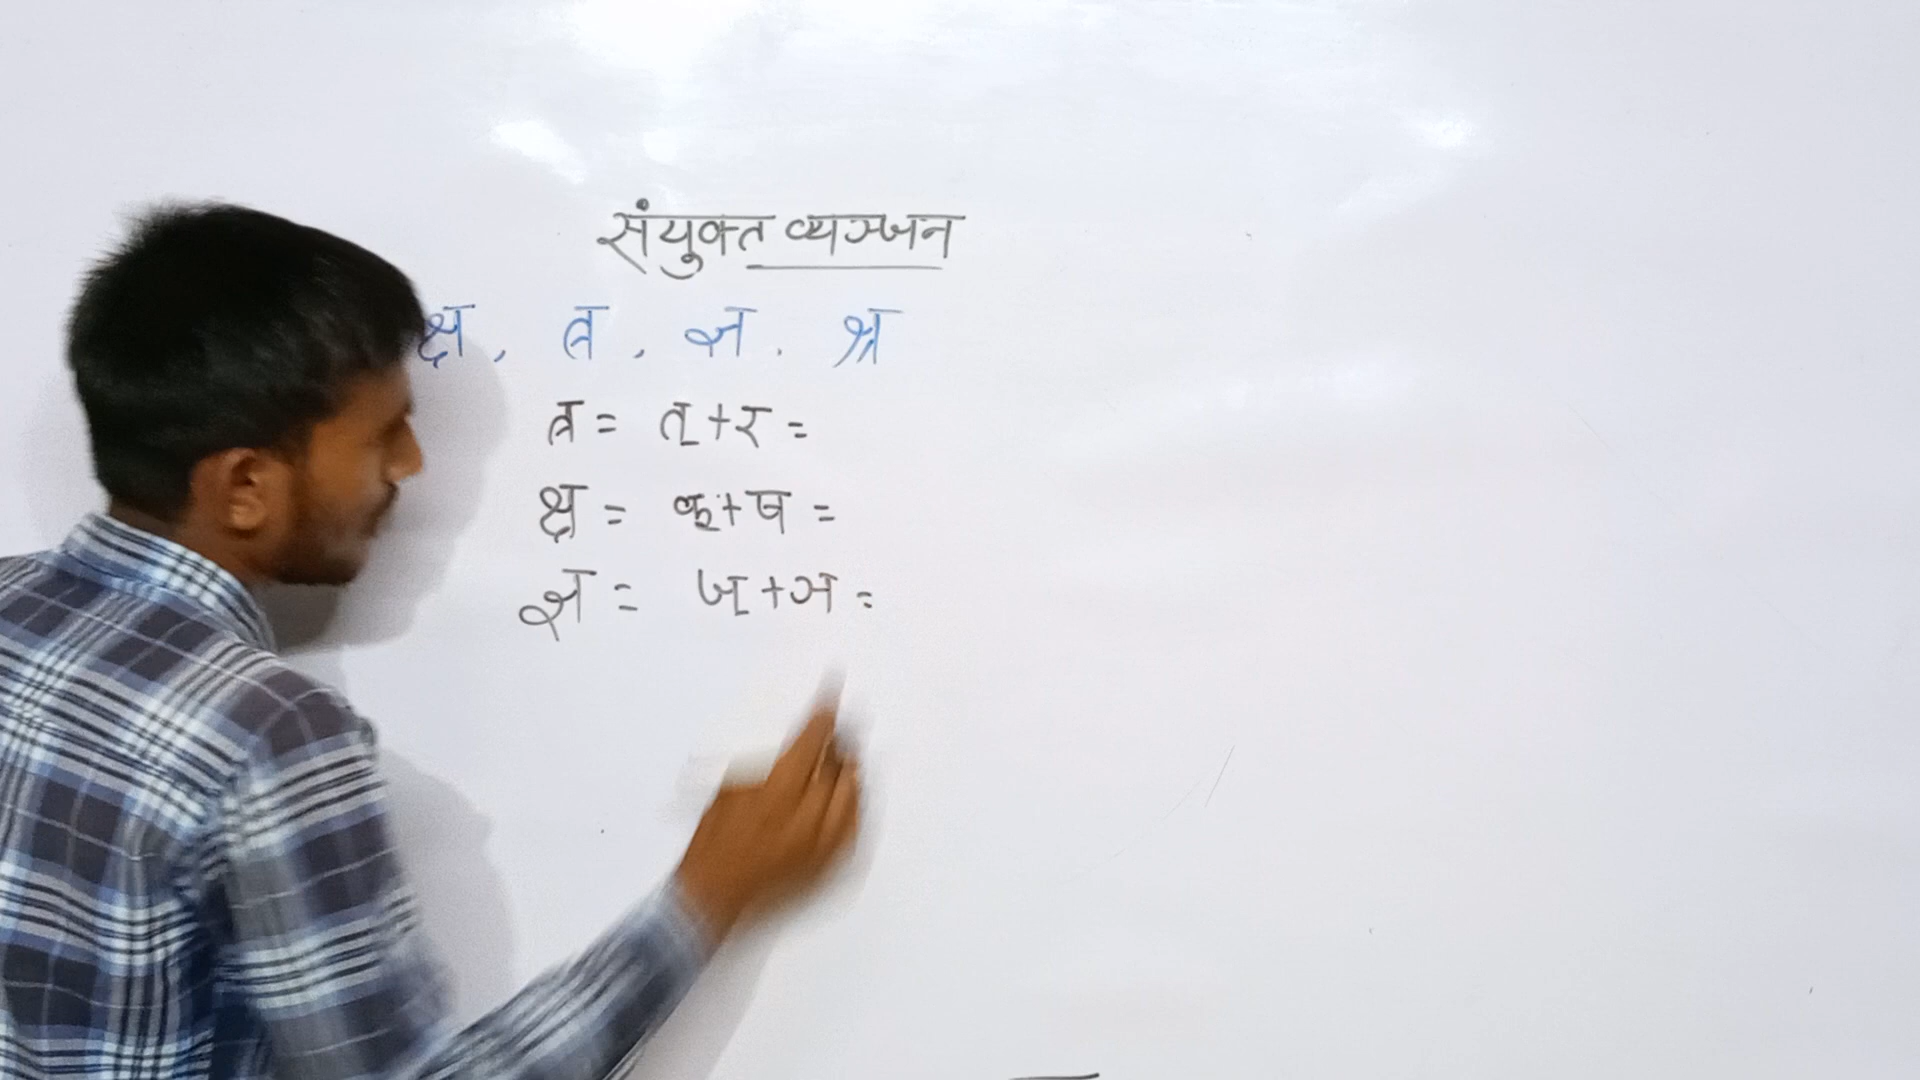 संयुक्त व्यञ्जन
क्ष, त्र, ज्ञ, श्र
त्र = त्+र =
क्ष = क्+ष =
ज्ञ = ज्+ञ =